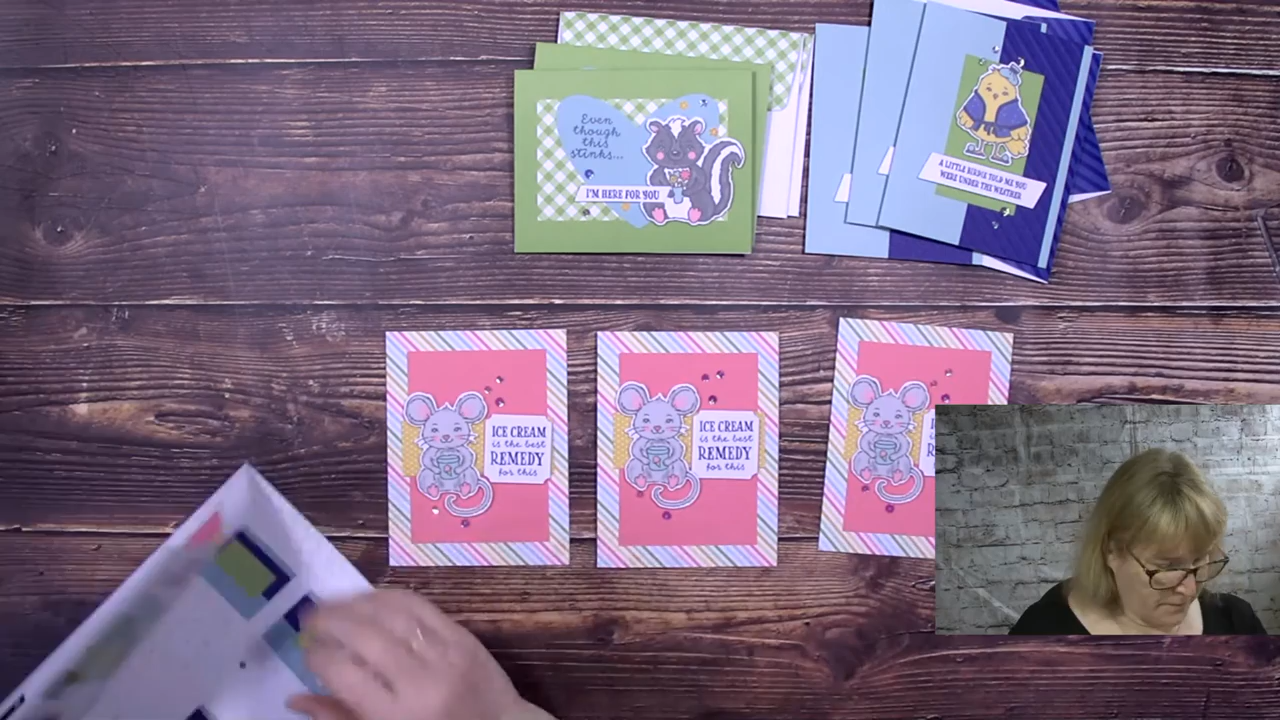 Even
though
this
stinks...
I'M HERE FOR YOU
A LITTLE BIRDIE TOLD ME YOU
WERE UNDER THE WEATHER
ICE CREAM
is the best
REMEDY
for this
ICE CREAM
is the best
REMEDY
for this